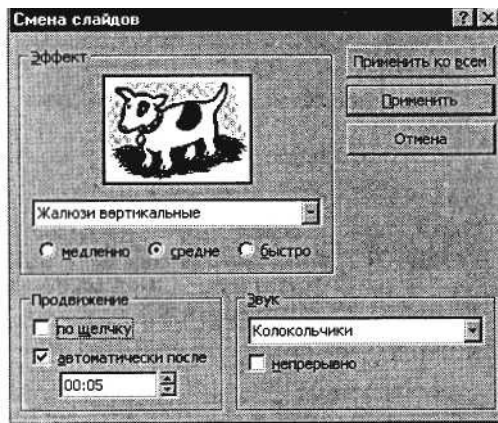 Смена слайдов
Эффект
Жалюзи вертикальные
медленно средне быстро
Применить ко всем
Применить
Отмена
Продвижение
по щелчку
автоматически после
00:05
Звук
Колокольчики
непрерывно